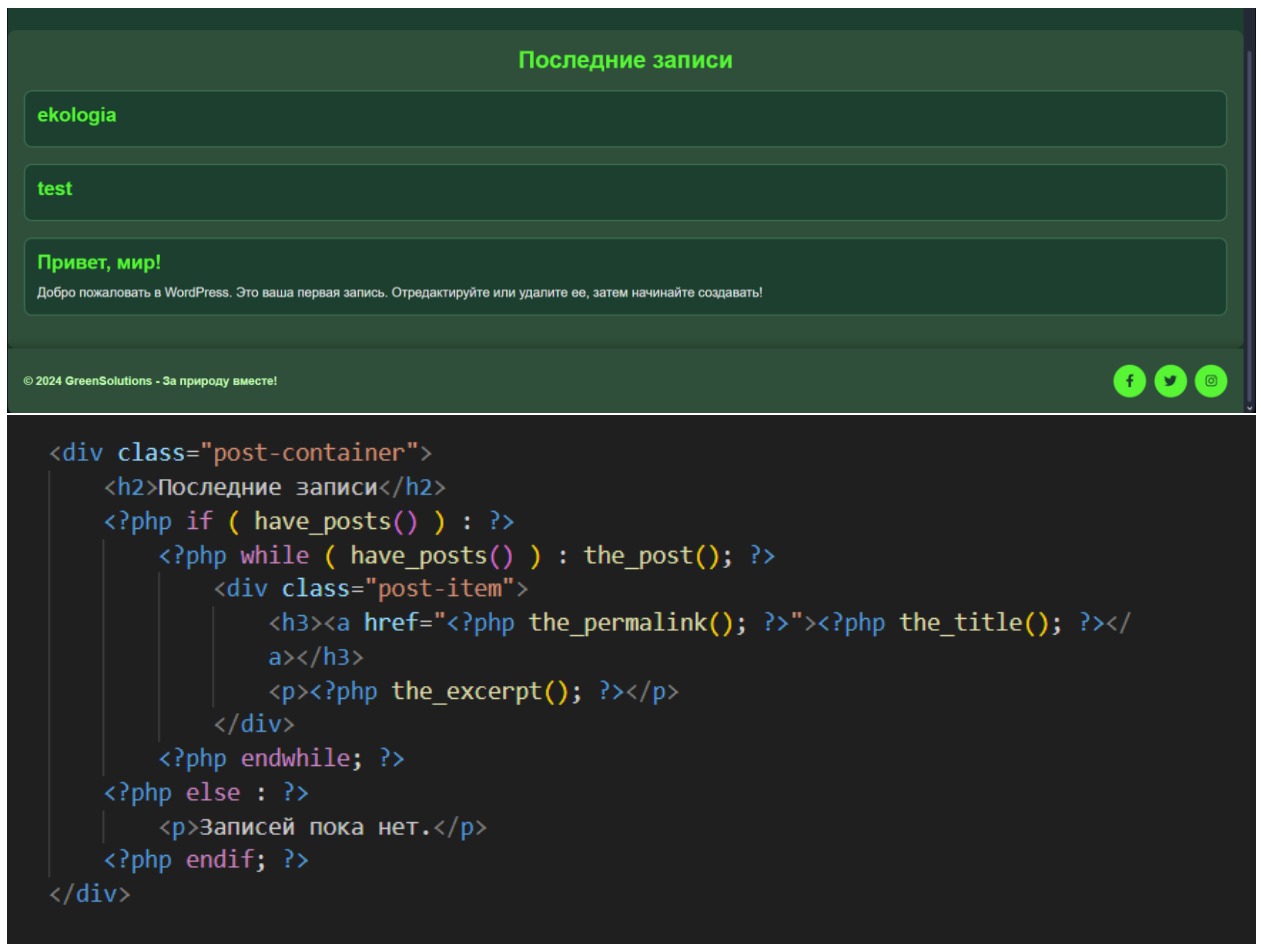 Последние записи
ekologia
test
Привет, мир!
Добро пожаловать в WordPress. Это ваша первая запись. Отредактируйте или удалите ее, затем начинайте создавать!
© 2024 GreenSolutions - За природу вместе!
<div class="post-container">
<h2>Последние записи</h2>
<?php if ( have_posts() ) : ?>
<?php while ( have_posts() ) : the_post(); ?>
<div class="post-item">
<h3><a href="<?php the_permalink(); ?>"><?php the_title(); ?></
a></h3>
<p><?php the_excerpt(); ?></p>
</div>
<?php endwhile; ?>
<?php else : ?>
<p>Записей пока нет.</p>
<?php endif; ?>
</div>